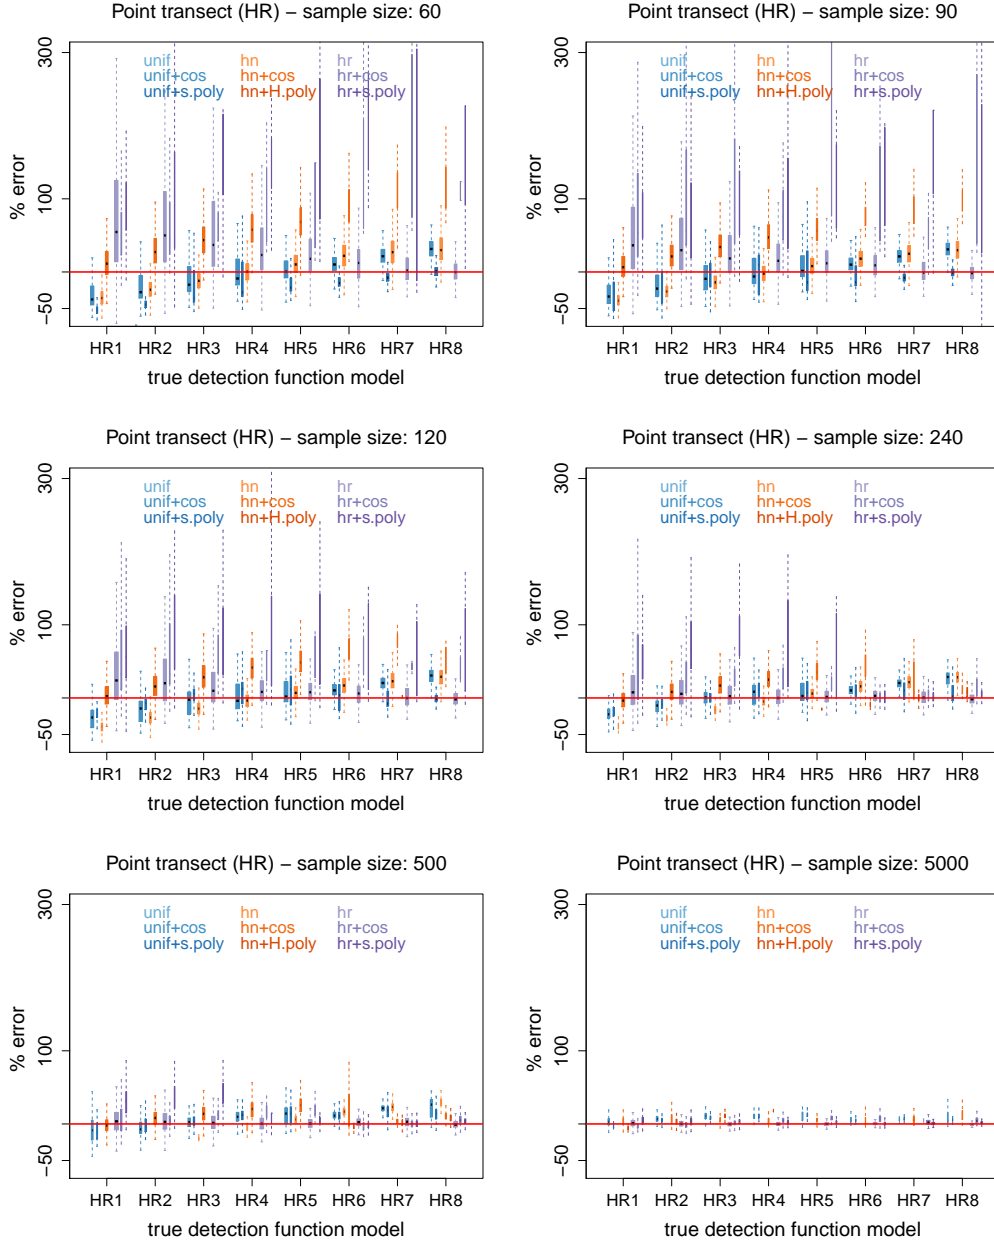 Point transect (HR) − sample size: 60
300
100
−50
% error
unif hn hr
unif+cos hn+cos hr+cos
unif+s.poly hn+H.poly hr+s.poly
HR1 HR2 HR3 HR4 HR5 HR6 HR7 HR8
true detection function model
Point transect (HR) − sample size: 90
300
100
−50
% error
unif hn hr
unif+cos hn+cos hr+cos
unif+s.poly hn+H.poly hr+s.poly
HR1 HR2 HR3 HR4 HR5 HR6 HR7 HR8
true detection function model
Point transect (HR) − sample size: 120
300
100
−50
% error
unif hn hr
unif+cos hn+cos hr+cos
unif+s.poly hn+H.poly hr+s.poly
HR1 HR2 HR3 HR4 HR5 HR6 HR7 HR8
true detection function model
Point transect (HR) − sample size: 240
300
100
−50
% error
unif hn hr
unif+cos hn+cos hr+cos
unif+s.poly hn+H.poly hr+s.poly
HR1 HR2 HR3 HR4 HR5 HR6 HR7 HR8
true detection function model
Point transect (HR) − sample size: 500
300
100
−50
% error
unif hn hr
unif+cos hn+cos hr+cos
unif+s.poly hn+H.poly hr+s.poly
HR1 HR2 HR3 HR4 HR5 HR6 HR7 HR8
true detection function model
Point transect (HR) − sample size: 5000
300
100
−50
% error
unif hn hr
unif+cos hn+cos hr+cos
unif+s.poly hn+H.poly hr+s.poly
HR1 HR2 HR3 HR4 HR5 HR6 HR7 HR8
true detection function model